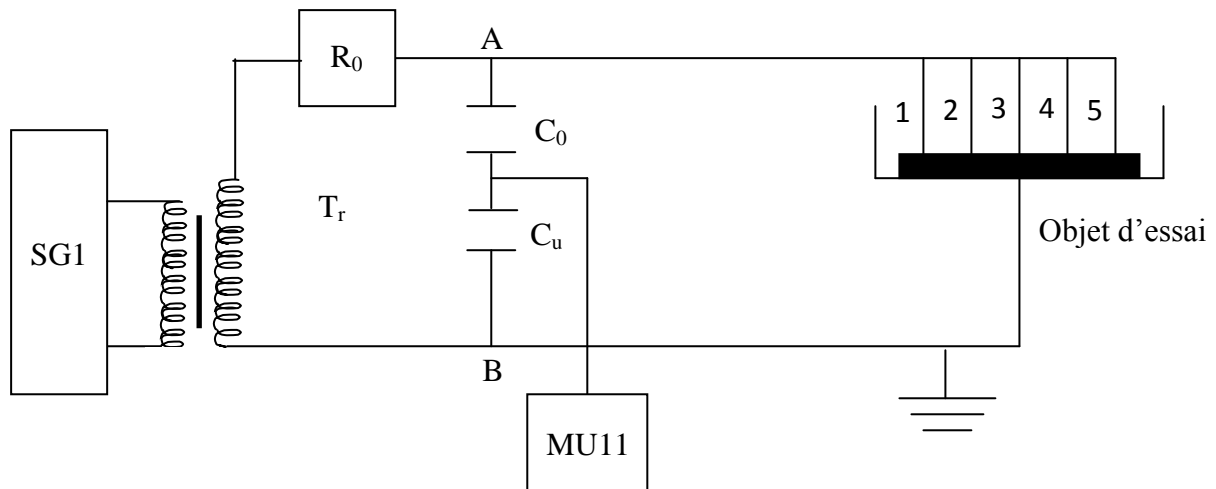 R₀
A
1 2 3 4 5
C₀
SG1
Tᵣ
Cᵤ
Objet d’essai
B
MU11